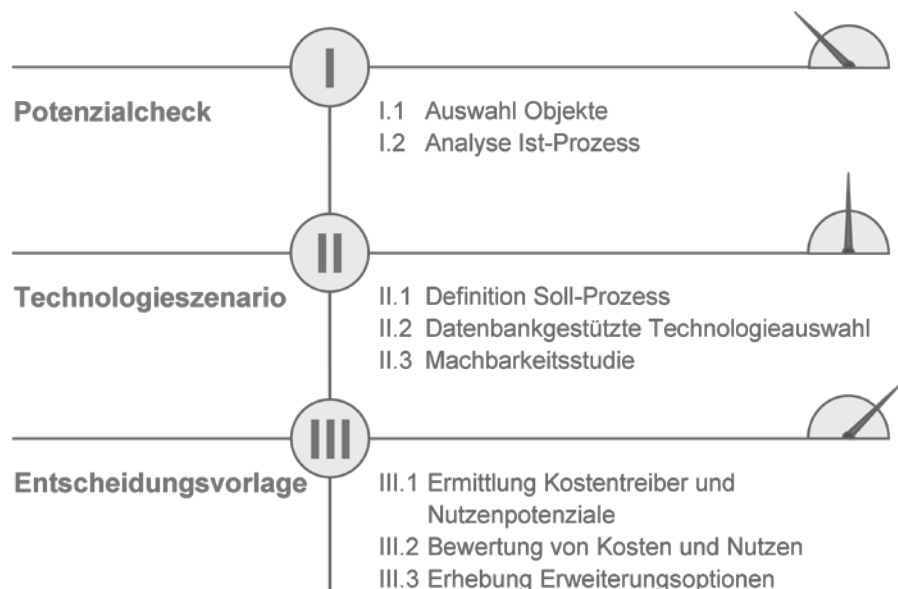 I
Potenzialcheck
I.1 Auswahl Objekte
I.2 Analyse Ist-Prozess
II
Technologieszenario
II.1 Definition Soll-Prozess
II.2 Datenbankgestützte Technologieauswahl
II.3 Machbarkeitsstudie
III
Entscheidungsvorlage
III.1 Ermittlung Kostentreiber und
Nutzenpotenziale
III.2 Bewertung von Kosten und Nutzen
III.3 Erhebung Erweiterungsoptionen